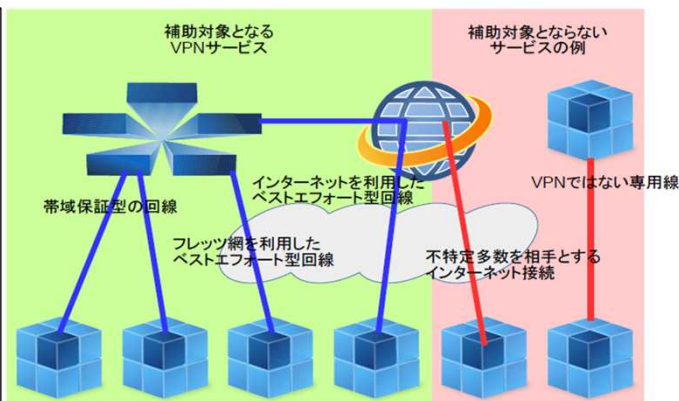 補助対象となる
VPNサービス
補助対象とならない
サービスの例
帯域保証型の回線
フレッツ網を利用した
ベストエフォート型回線
インターネットを利用した
ベストエフォート型回線
VPNではない専用線
不特定多数を相手とする
インターネット接続